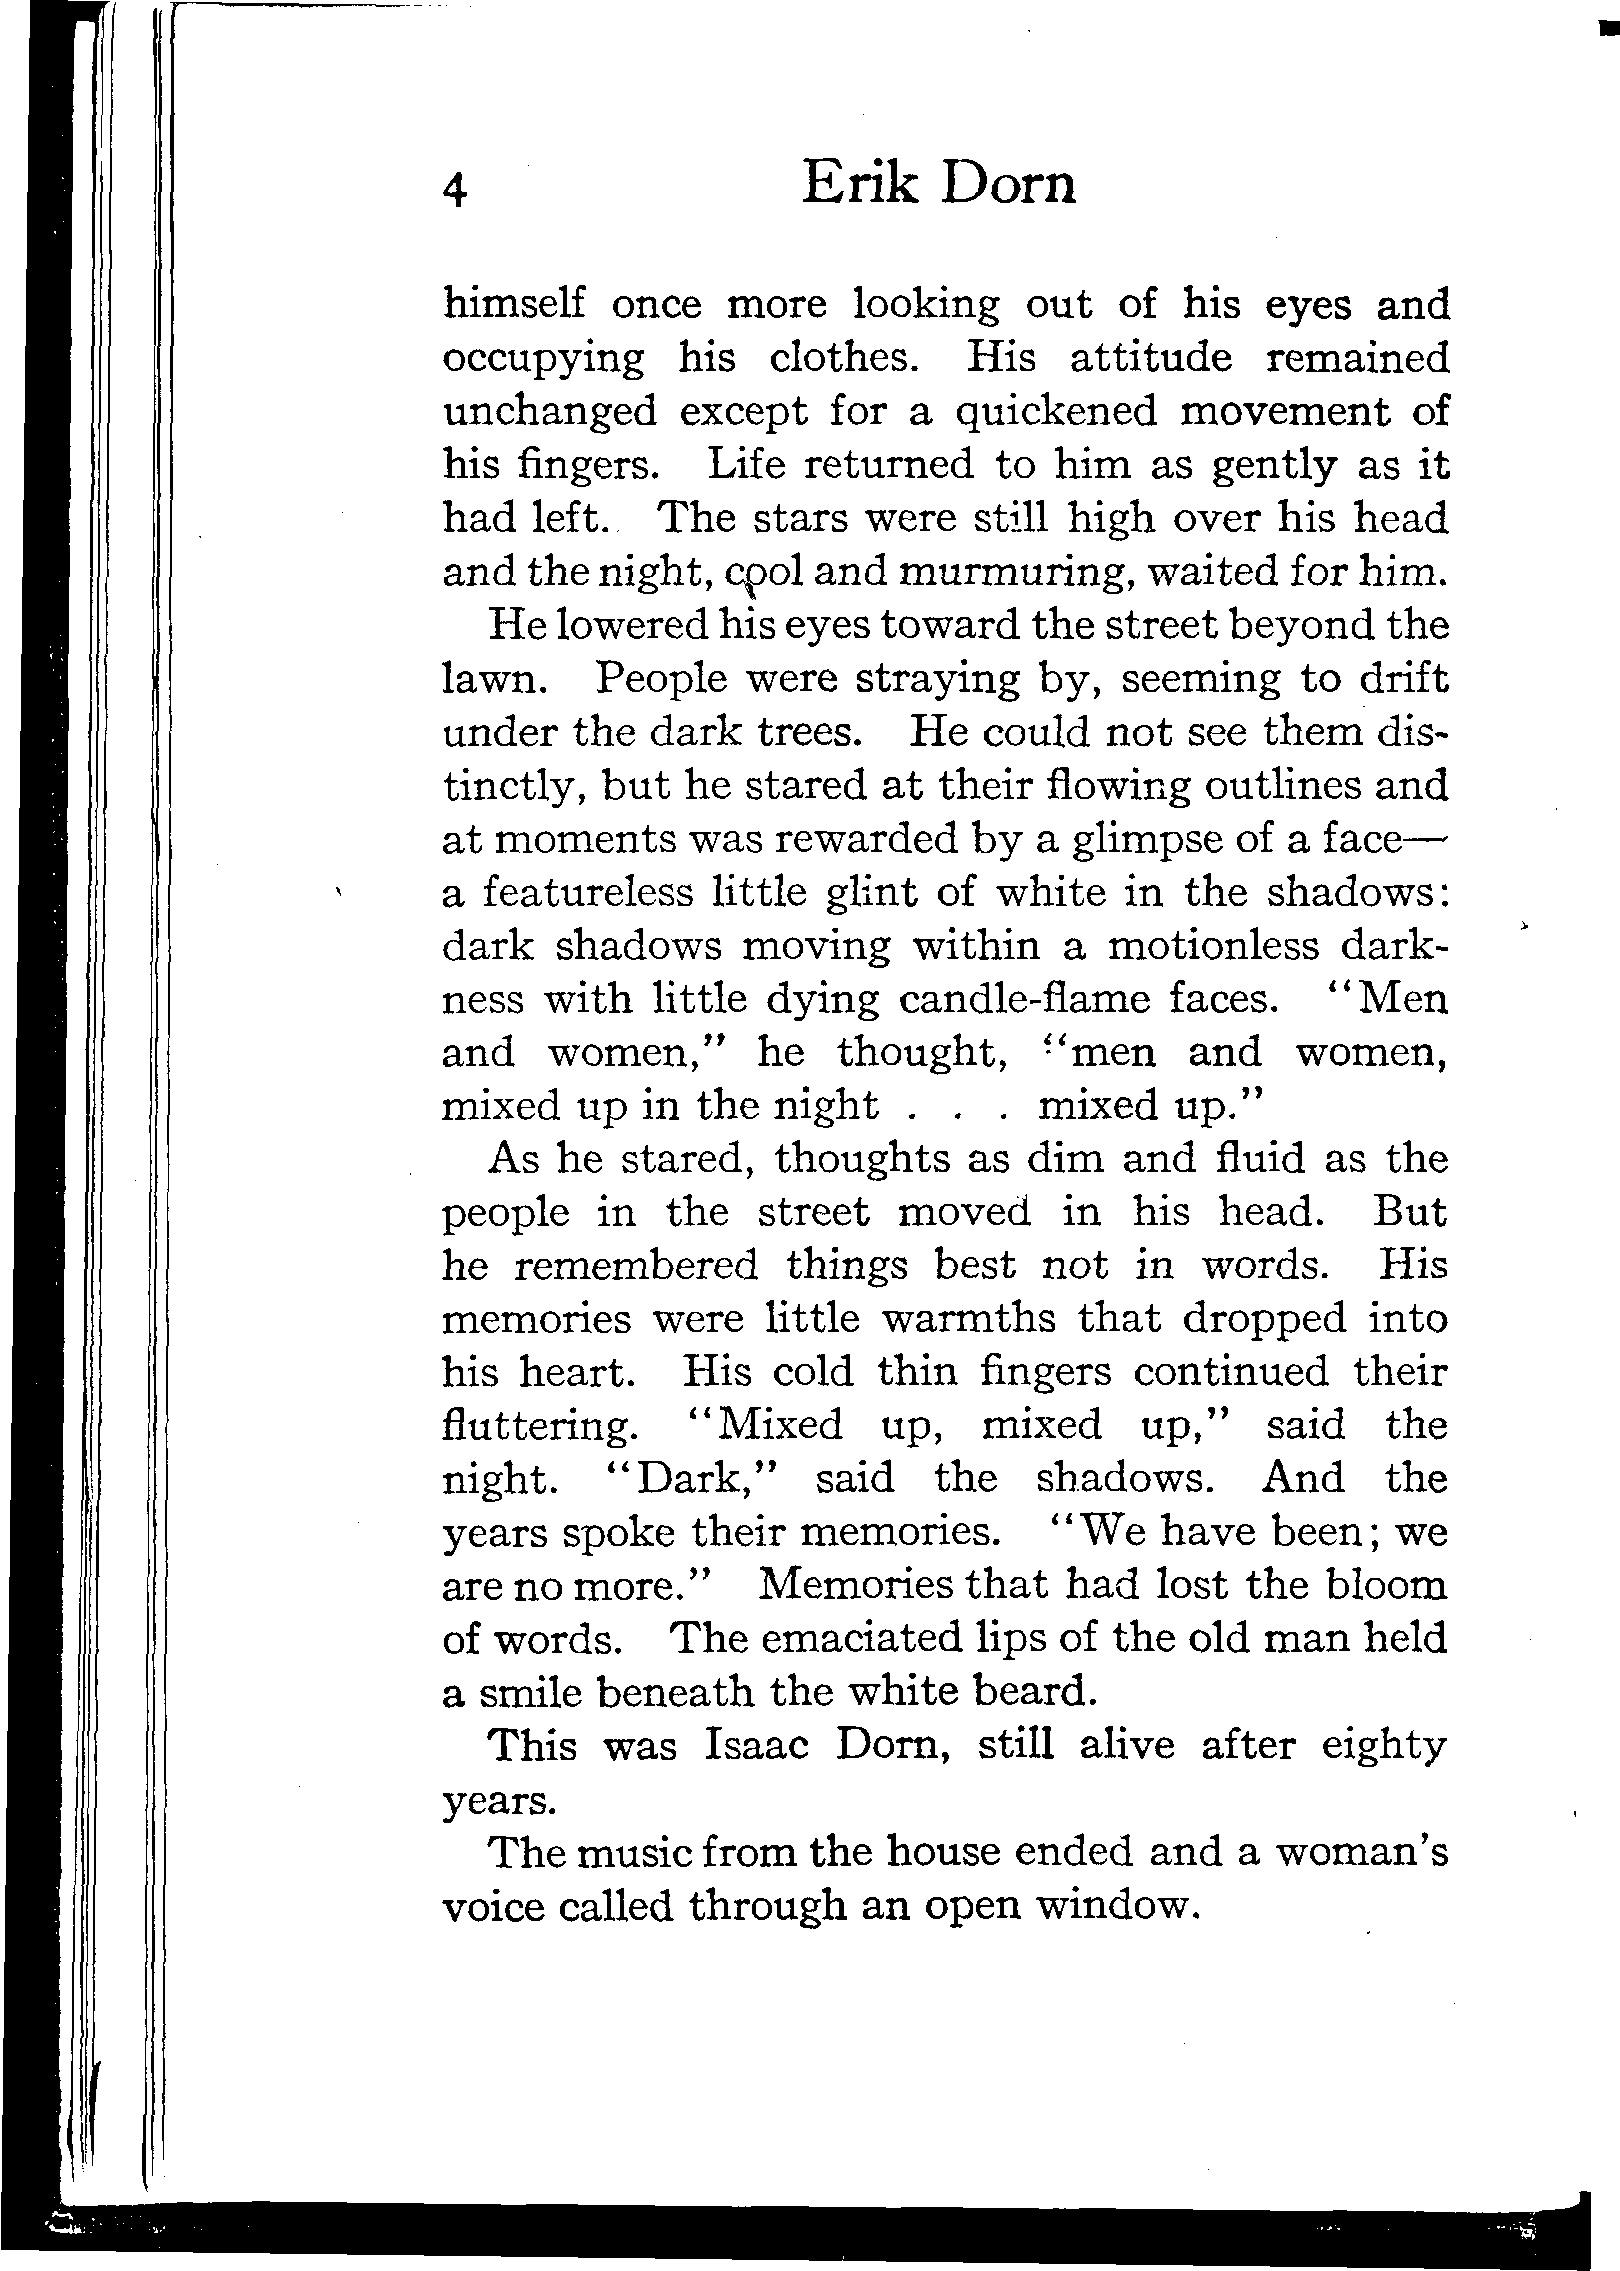 4 Erik Dorn
himself once more looking out of his eyes and
occupying his clothes. His attitude remained
unchanged except for a quickened movement of
his fingers. Life returned to him as gently as it
had left. The stars were still high over his head
and the night, cool and murmuring, waited for him.
He lowered his eyes toward the street beyond the
lawn. People were straying by, seeming to drift
under the dark trees. He could not see them dis-
tinctly, but he stared at their flowing outlines and
at moments was rewarded by a glimpse of a face—
a featureless little glint of white in the shadows:
dark shadows moving within a motionless dark-
ness with little dying candle-flame faces. "Men
and women," he thought, "men and women,
mixed up in the night . . . mixed up."
As he stared, thoughts as dim and fluid as the
people in the street moved in his head. But
he remembered things best not in words. His
memories were little warmths that dropped into
his heart. His cold thin fingers continued their
fluttering. "Mixed up, mixed up," said the
night. "Dark," said the shadows. And the
years spoke their memories. "We have been; we
are no more." Memories that had lost the bloom
of words. The emaciated lips of the old man held
a smile beneath the white beard.
This was Isaac Dorn, still alive after eighty
years.
The music from the house ended and a woman's
voice called through an open window.